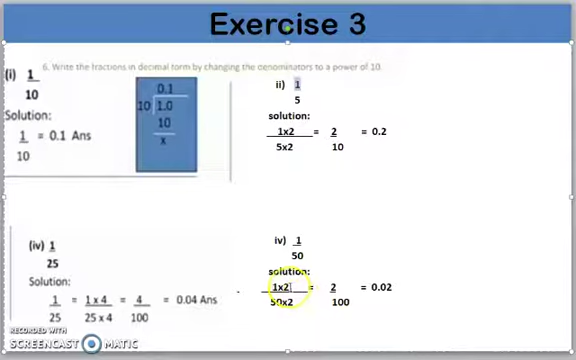 Exercise 3
6. Write the fractions in decimal form by changing the denominators to a power of 10.
(i) 1
10
Solution:
1 = 0.1 Ans
10
0.1
10 1.0
10
x
ii) 1
5
solution:
1x2 = 2 = 0.2
5x2 10
(iv) 1
25
Solution:
1 = 1 x 4 = 4 = 0.04 Ans
25 25 x 4 100
iv) 1
50
solution:
1x2 = 2 = 0.02
50x2 100
RECORDED WITH
SCREENCAST MATIC